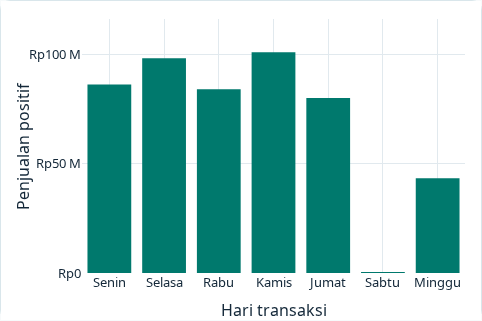 Rp100 M
Rp50 M
Rp0
Penjualan positif
Senin Selasa Rabu Kamis Jumat Sabtu Minggu
Hari transaksi